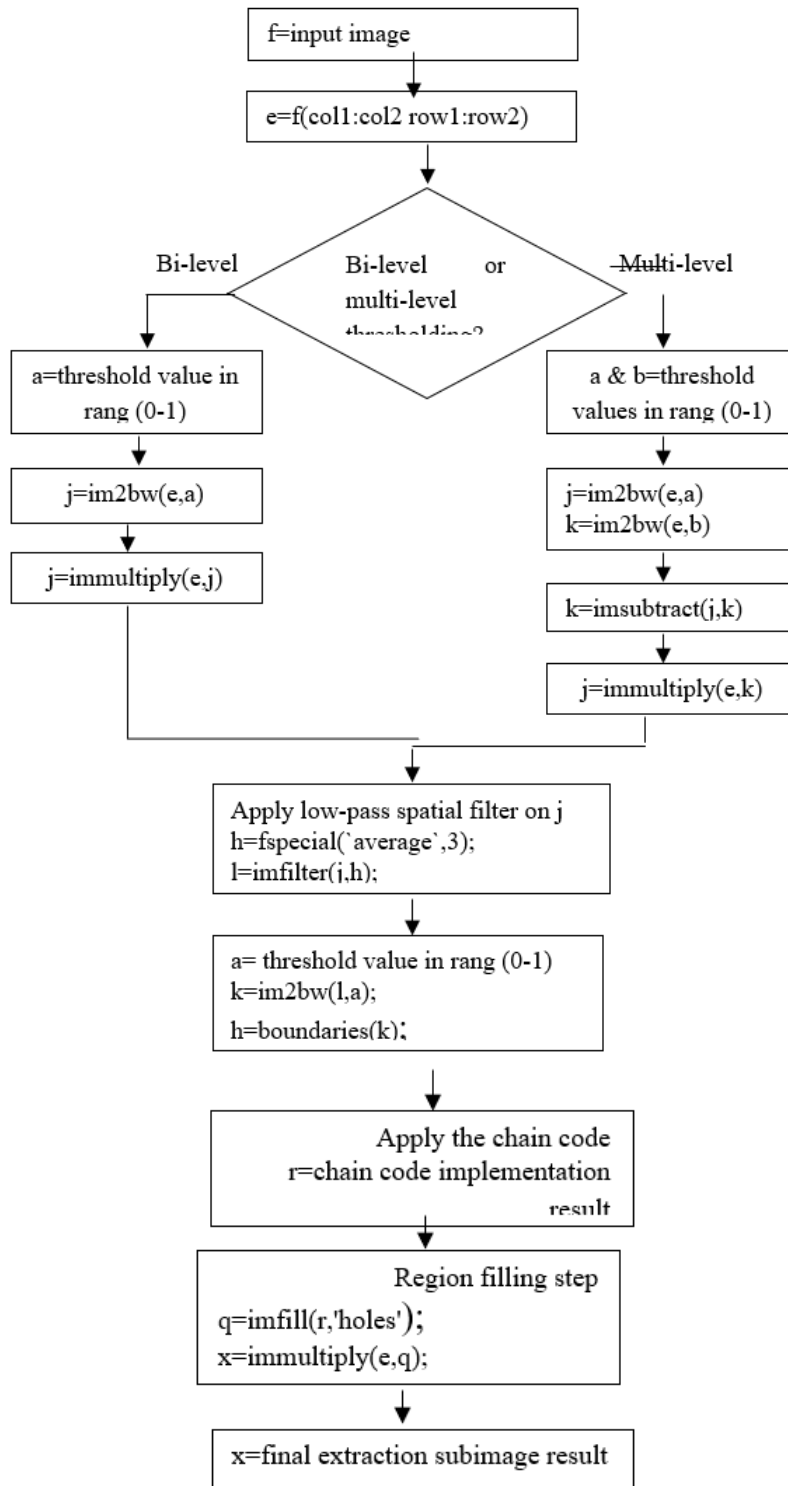 f=input image
e=f(col1:col2 row1:row2)
Bi-level
Bi-level or
multi-level
thresholding?
Multi-level
a=threshold value in
rang (0-1)
a & b=threshold
values in rang (0-1)
j=im2bw(e,a)
j=im2bw(e,a)
k=im2bw(e,b)
j=immultiply(e,j)
k=imsubtract(j,k)
j=immultiply(e,k)
Apply low-pass spatial filter on j
h=fspecial(`average`,3);
l=imfilter(j,h);
a= threshold value in rang (0-1)
k=im2bw(l,a);
h=boundaries(k);
Apply the chain code
r=chain code implementation
result
Region filling step
q=imfill(r,'holes');
x=immultiply(e,q);
x=final extraction subimage result